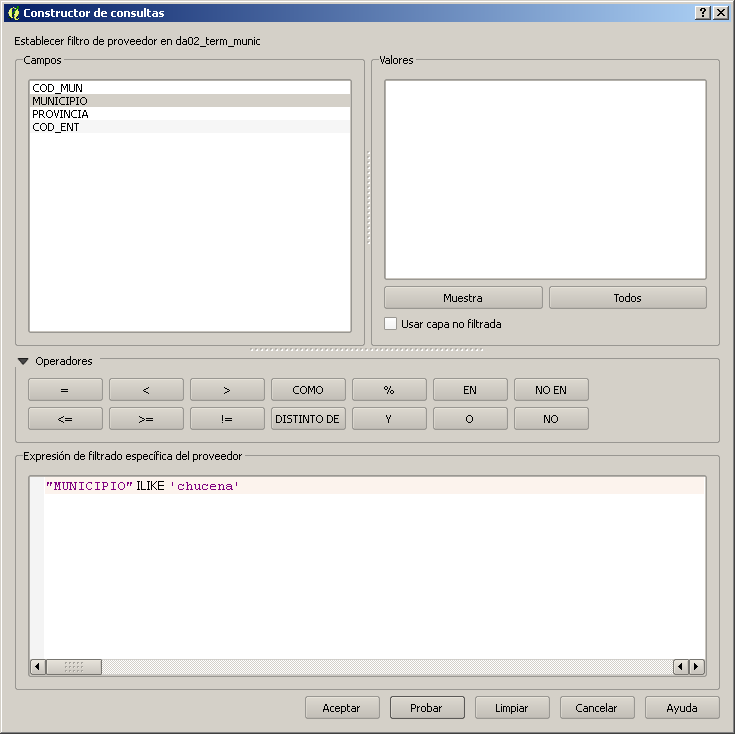 Constructor de consultas
Establecer filtro de proveedor en da02_term_munic
Campos
COD_MUN
MUNICIPIO
PROVINCIA
COD_ENT
Valores
Muestra Todos
Usar capa no filtrada
Operadores
= < > COMO % EN NO EN
<= >= != DISTINTO DE Y O NO
Expresión de filtrado específica del proveedor
"MUNICIPIO" ILIKE 'chucena'
Aceptar Probar Limpiar Cancelar Ayuda